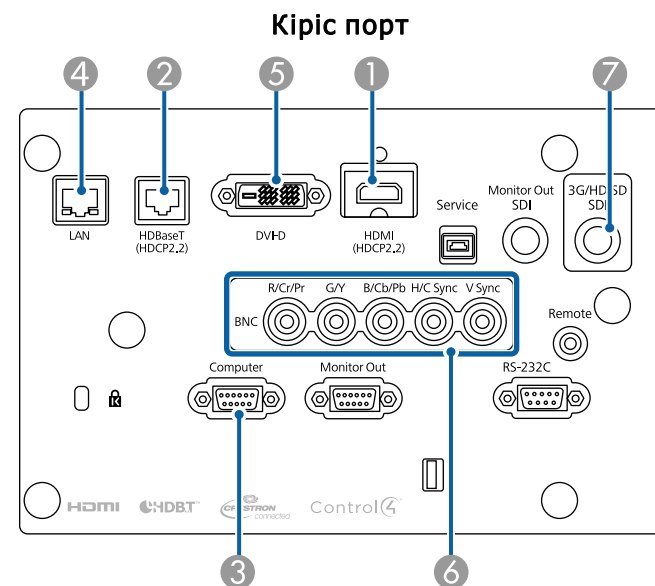 Кіріс порт
4 2 5 1 7
LAN
HDBaseT
(HDCP2.2)
DVI-D
HDMI
(HDCP2.2)
Service
Monitor Out
SDI
3G/HD/SD
SDI
R/Cr/Pr G/Y B/Cb/Pb H/C Sync V Sync
BNC
Remote
Computer
Monitor Out
RS-232C
K
HDMI
HDBT™
CRESTRON
connected
Control4
3 6